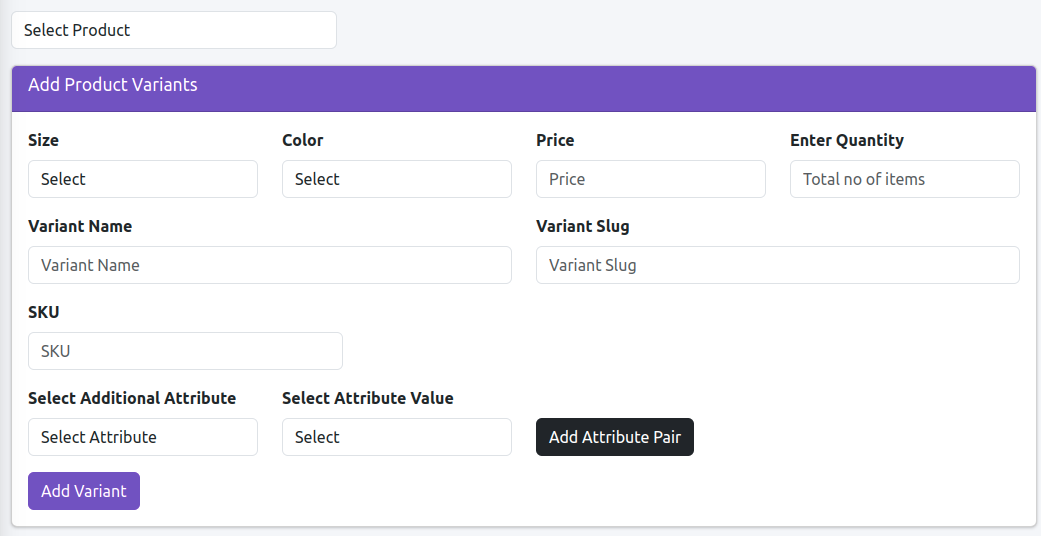 Select Product
Add Product Variants
Size Color Price Enter Quantity
Select Select Price Total no of items
Variant Name Variant Slug
Variant Name Variant Slug
SKU
SKU
Select Additional Attribute Select Attribute Value
Select Attribute Select Add Attribute Pair
Add Variant